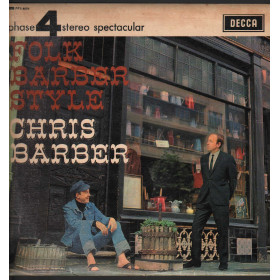 phase 4 stereo spectacular
DECCA
FOLK
BARBER
STYLE
CHRIS
BARBER